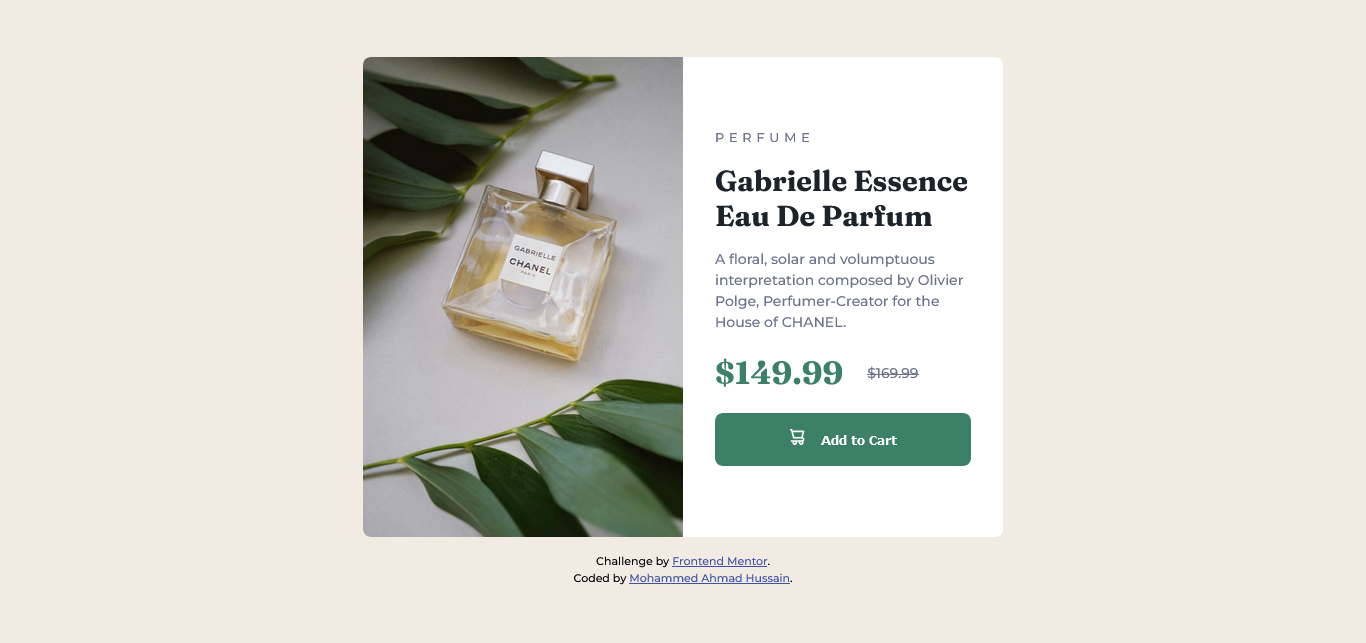 GABRIELLE
CHANEL
PARIS
PERFUME
Gabrielle Essence
Eau De Parfum
A floral, solar and volumptuous
interpretation composed by Olivier
Polge, Perfumer-Creator for the
House of CHANEL.
$149.99 $169.99
Add to Cart
Challenge by Frontend Mentor.
Coded by Mohammed Ahmad Hussain.